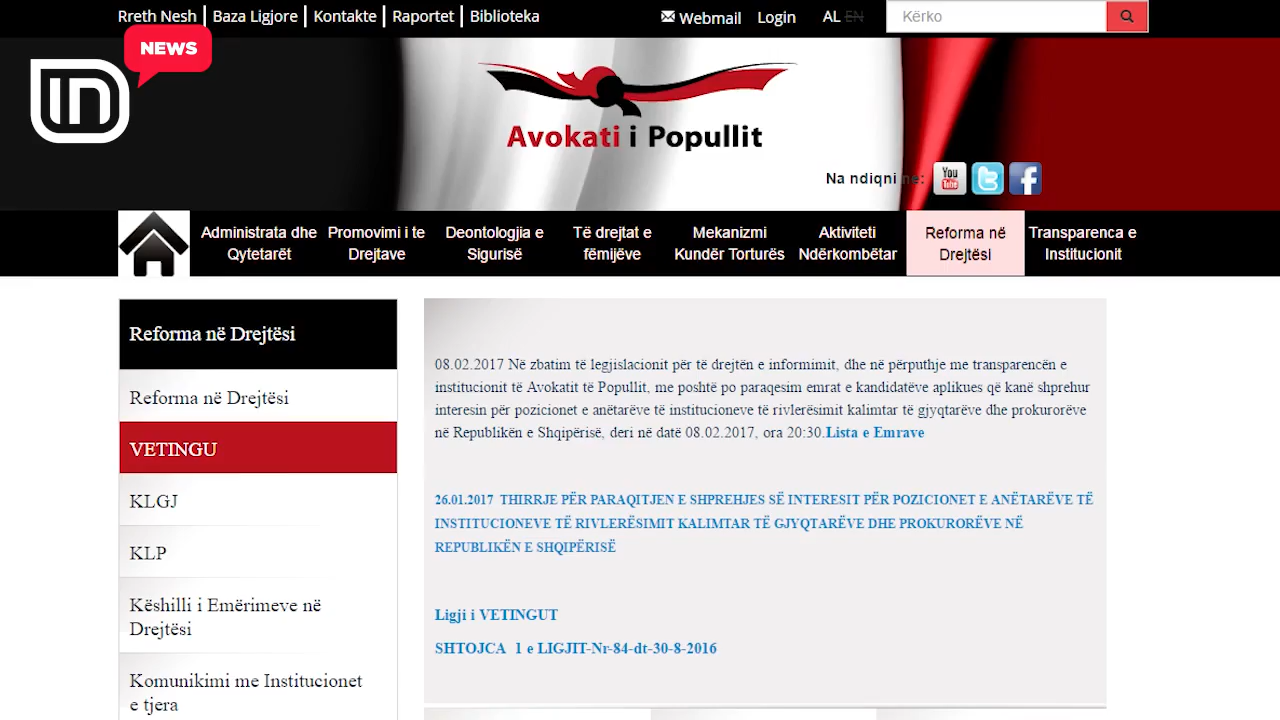 Rreth Nesh Baza Ligjore Kontakte Raportet Biblioteka Webmail Login AL EN Kërko
NEWS
IN
Avokati i Popullit
Na ndiqni ne:
You Tube
Administrata dhe Qytetarët
Promovimi i te Drejtave
Deontologjia e Sigurisë
Të drejtat e fëmijëve
Mekanizmi Kundër Torturës
Aktiviteti Ndërkombëtar
Reforma në Drejtësi
Transparenca e Institucionit
Reforma në Drejtësi
Reforma në Drejtësi
VETINGU
KLGJ
KLP
Këshilli i Emërimeve në
Drejtësi
Komunikimi me Institucionet
e tjera
08.02.2017 Në zbatim të legjislacionit për të drejtën e informimit, dhe në përputhje me transparencën e
institucionit të Avokatit të Popullit, me poshtë po paraqesim emrat e kandidatëve aplikues që kanë shprehur
interesin për pozicionet e anëtarëve të institucioneve të rivlerësimit kalimtar të gjyqtarëve dhe prokurorëve
në Republikën e Shqipërisë, deri në datë 08.02.2017, ora 20:30.Lista e Emrave
26.01.2017 THIRRJE PËR PARAQITJEN E SHPREHJES SË INTERESIT PËR POZICIONET E ANËTARËVE TË
INSTITUCIONEVE TË RIVLERËSIMIT KALIMTAR TË GJYQTARËVE DHE PROKURORËVE NË
REPUBLIKËN E SHQIPËRISË
Ligji i VETINGUT
SHTOJCA 1 e LIGJIT-Nr-84-dt-30-8-2016